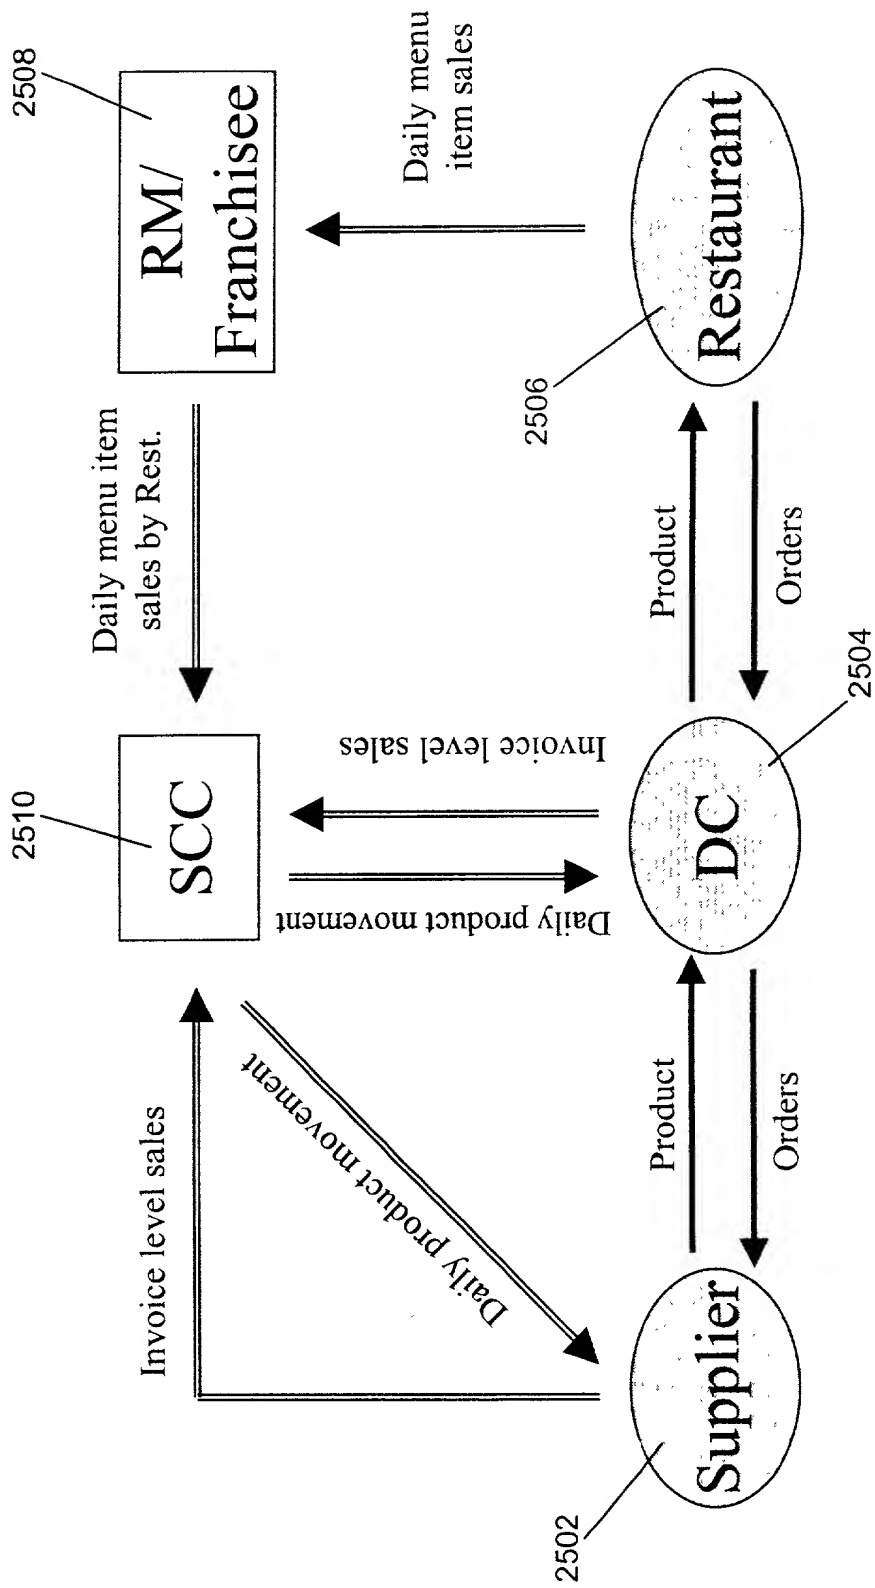 2510
2508
SCC
RM/
Franchisee
Invoice level sales
Daily menu item
sales by Rest.
Daily product movement
Daily product movement
Invoice level sales
Daily menu
item sales
2502
2506
Supplier
Product
Orders
DC
Product
Orders
Restaurant
2504